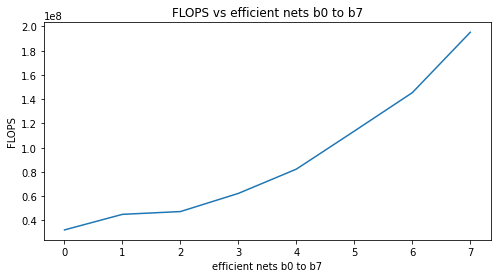 FLOPS vs efficient nets b0 to b7
1e8
2.0
1.8
1.6
1.4
1.2
1.0
0.8
0.6
0.4
FLOPS
0 1 2 3 4 5 6 7
efficient nets b0 to b7